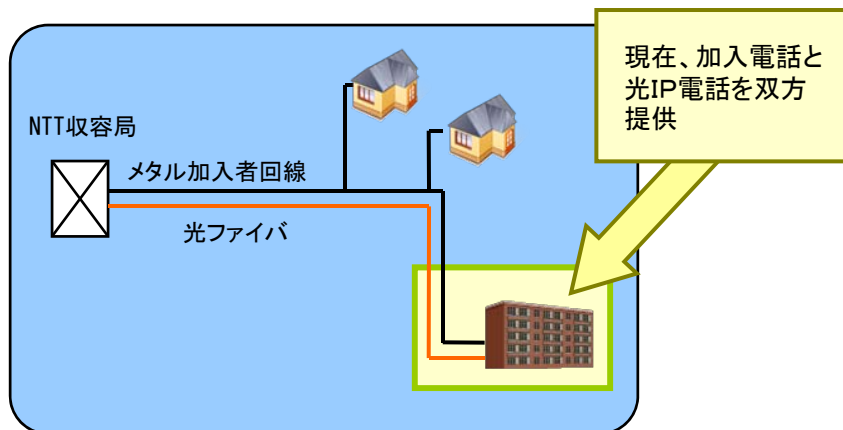 現在、加入電話と
光IP電話を双方
提供
NTT収容局
メタル加入者回線
光ファイバ